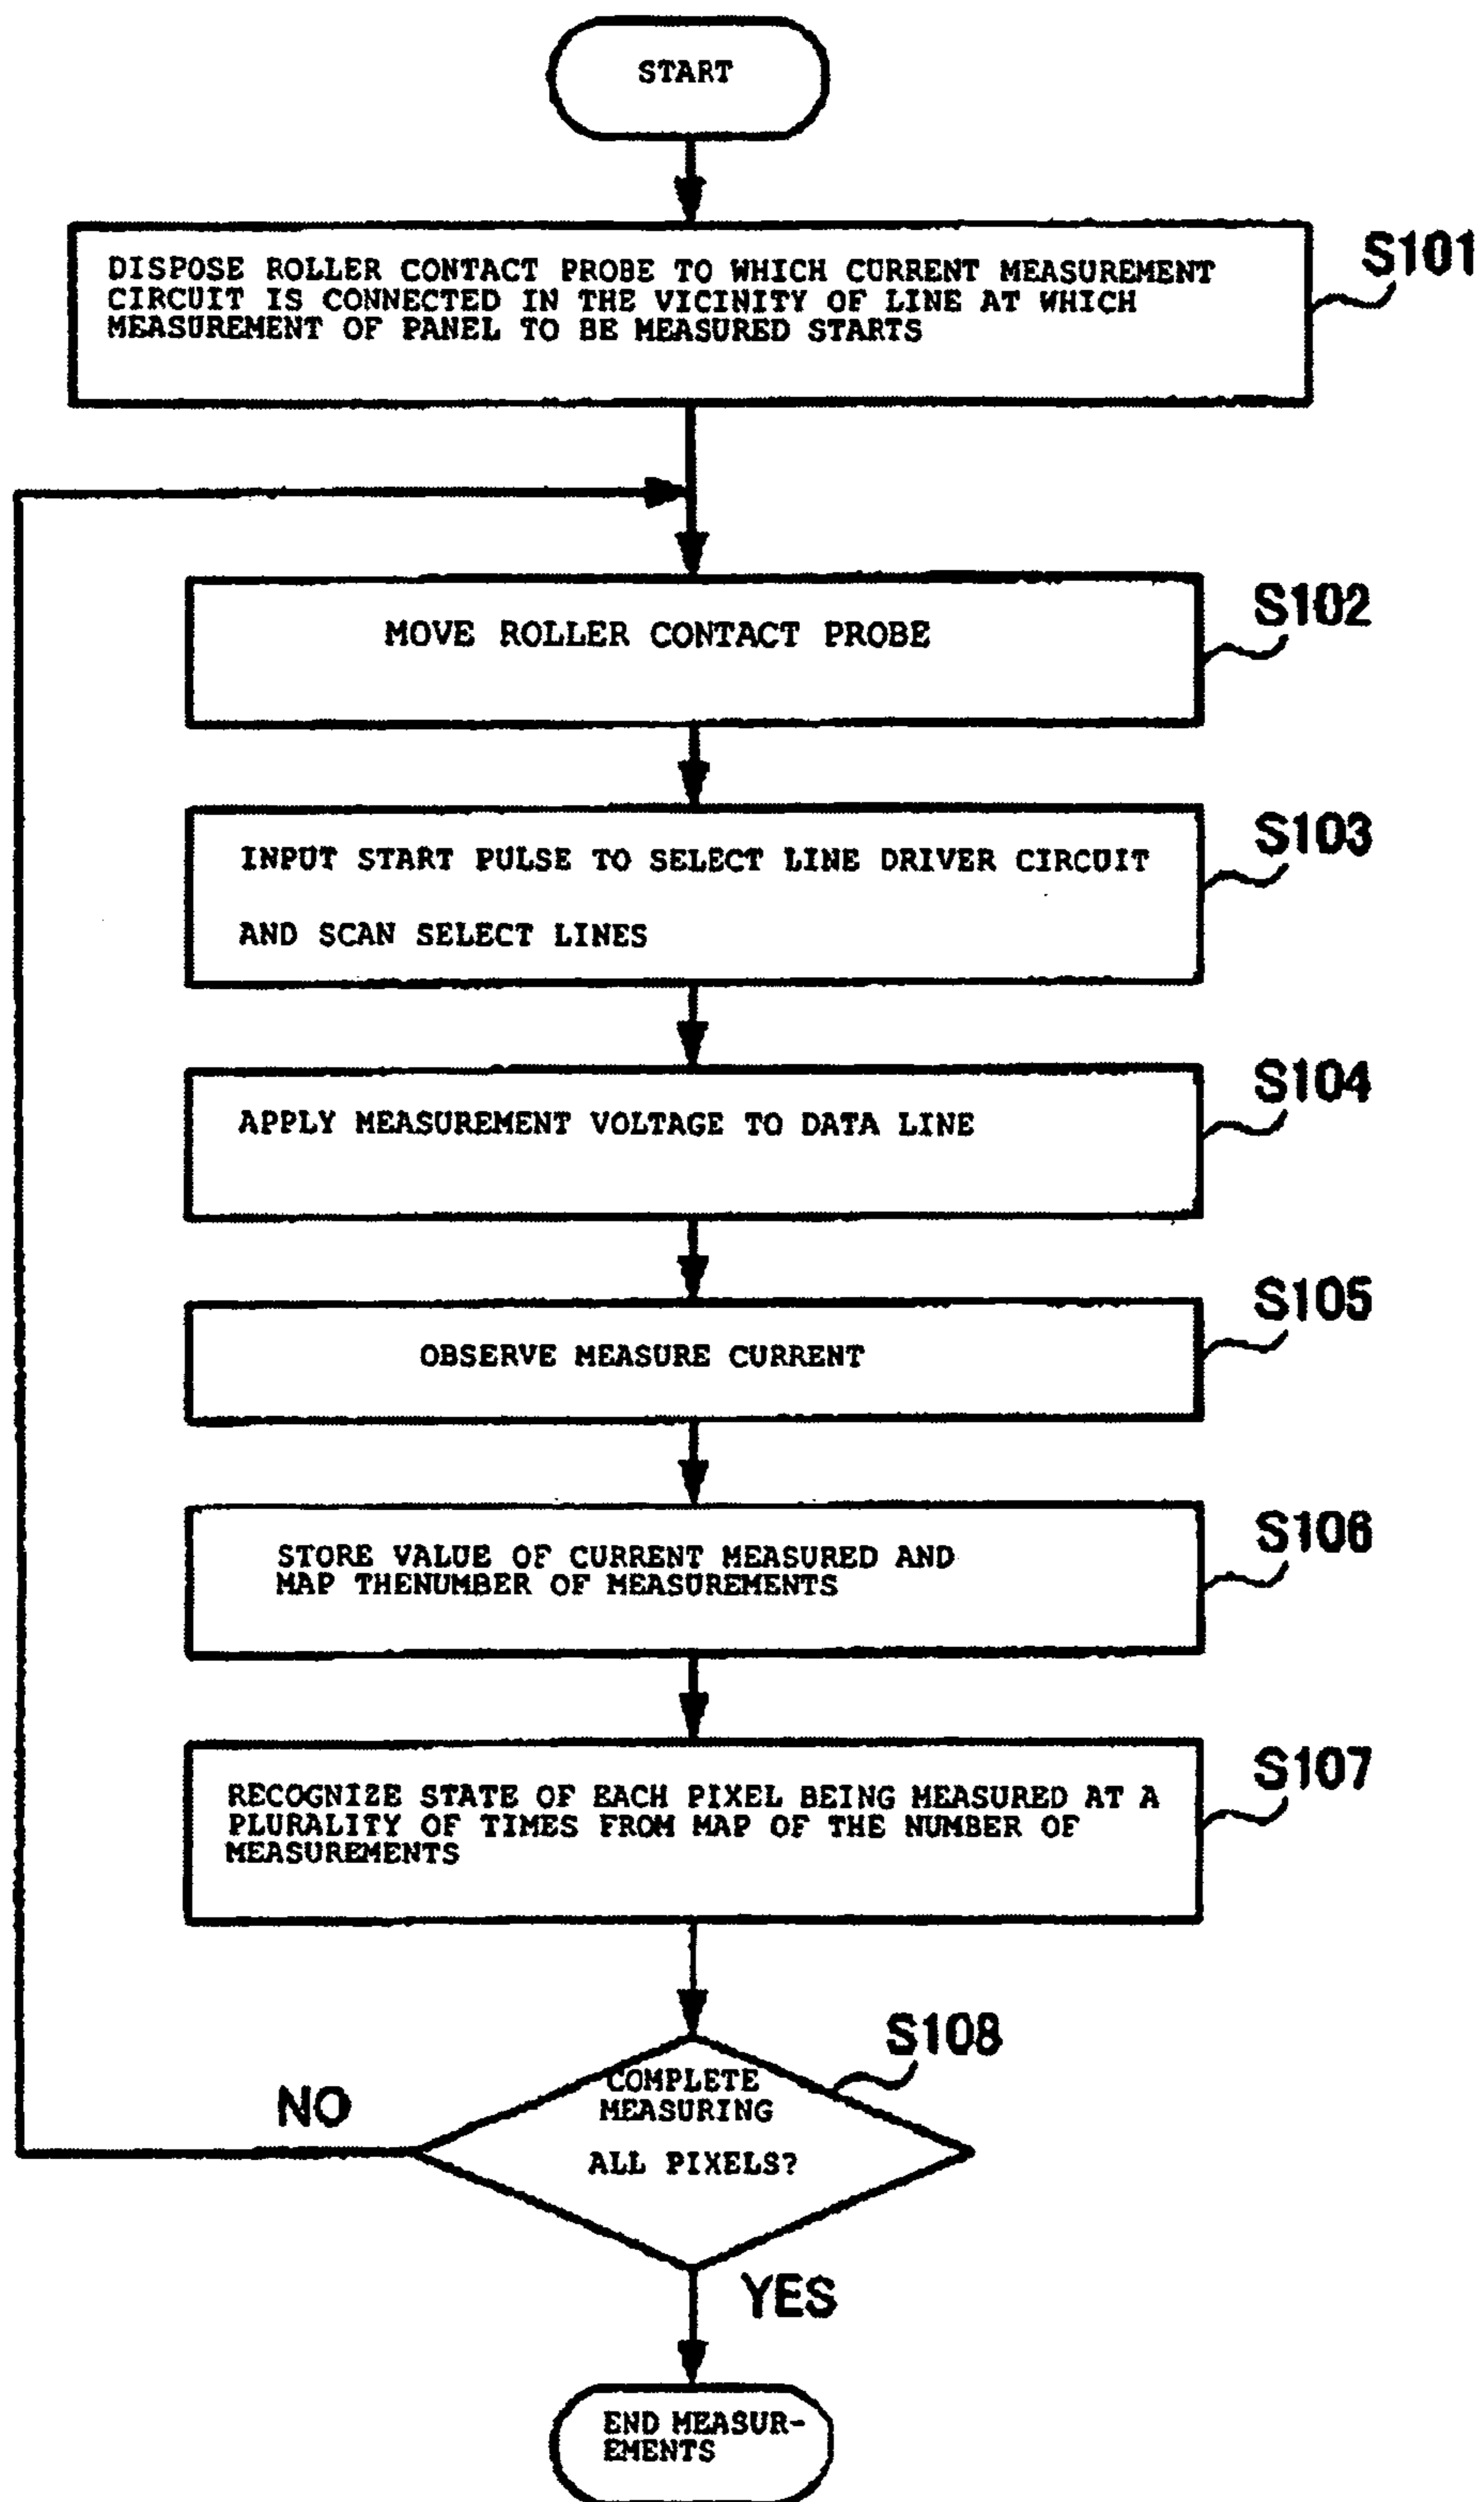 START
DISPOSE ROLLER CONTACT PROBE TO WHICH CURRENT MEASUREMENT
CIRCUIT IS CONNECTED IN THE VICINITY OF LINE AT WHICH
MEASUREMENT OF PANEL TO BE MEASURED STARTS
S101
MOVE ROLLER CONTACT PROBE
S102
INPUT START PULSE TO SELECT LINE DRIVER CIRCUIT
AND SCAN SELECT LINES
S103
APPLY MEASUREMENT VOLTAGE TO DATA LINE
S104
OBSERVE MEASURE CURRENT
S105
STORE VALUE OF CURRENT MEASURED AND
MAP THENUMBER OF MEASUREMENTS
S106
RECOGNIZE STATE OF EACH PIXEL BEING MEASURED AT A
PLURALITY OF TIMES FROM MAP OF THE NUMBER OF
MEASUREMENTS
S107
COMPLETE
MEASURING
ALL PIXELS?
S108
NO
YES
END MEASUR-
EMENTS